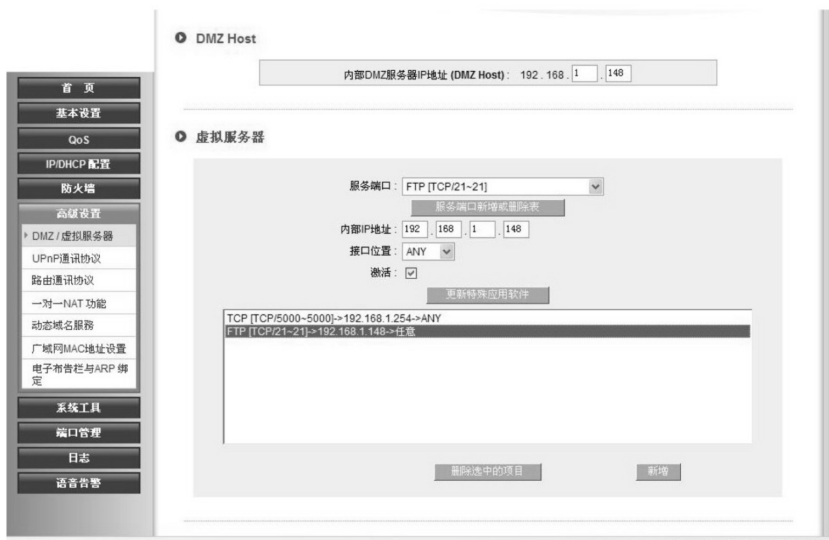 DMZ Host
内部DMZ服务器IP地址 (DMZ Host) : 192 . 168 . 1 . 148
首 页
基本设置
QoS
IP/DHCP 配置
防火墙
高级设置
DMZ / 虚拟服务器
UPnP通讯协议
路由通讯协议
一对一NAT 功能
动态域名服務
广域网MAC地址设置
电子布告栏与ARP 绑
定
系统工具
端口管理
日志
语音告警
虚拟服务器
服务端口 : FTP [TCP/21~21]
服务端口新增或删除表
内部IP地址 : 192 . 168 . 1 . 148
接口位置 : ANY
激活 :
更新特殊应用软件
TCP [TCP/5000~5000]->192.168.1.254->ANY
FTP [TCP/21~21]->192.168.1.148->任意
删除选中的项目
新增